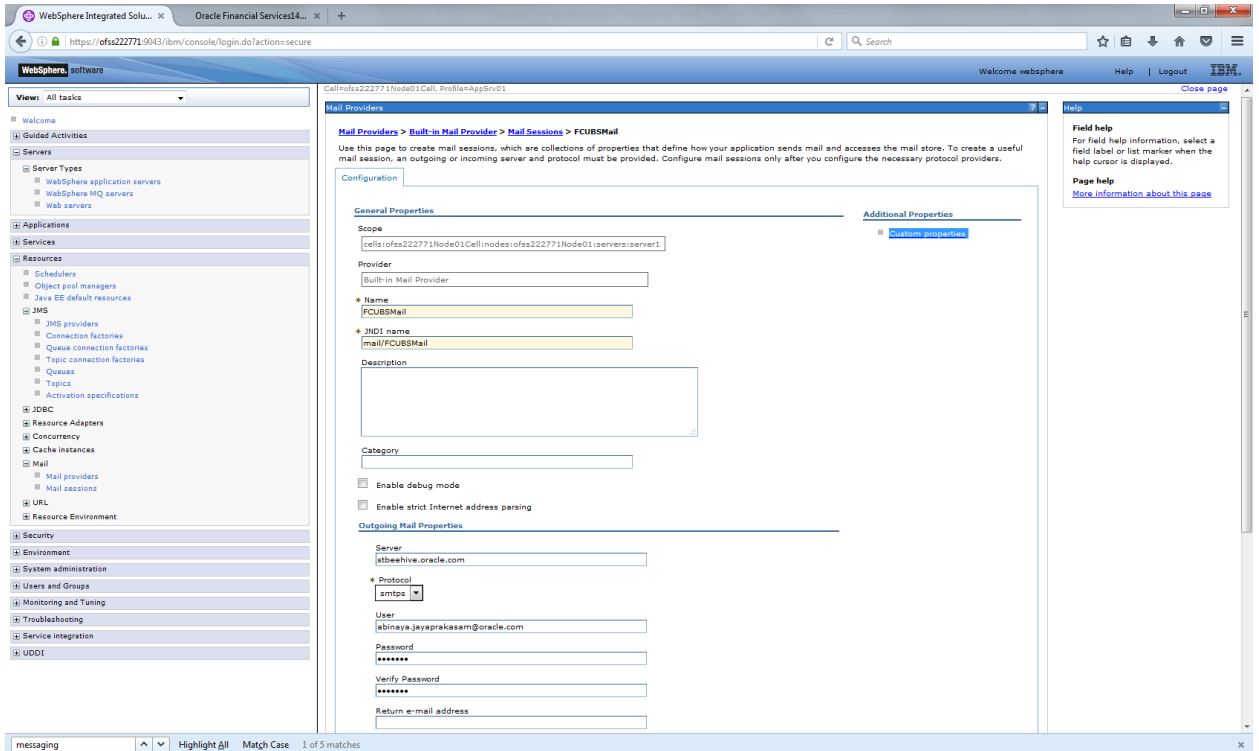 WebSphere Integrated Solu... ×
Oracle Financial Services14... ×
+
https://ofss222771:9043/ibm/console/login.do?action=secure
Search
WebSphere. software
Welcome websphere
Help | Logout
IBM.
View: All tasks
Welcome
Guided Activities
Servers
Server Types
WebSphere application servers
WebSphere MQ servers
Web servers
Applications
Services
Resources
Schedulers
Object pool managers
Java EE default resources
JMS
JMS providers
Connection factories
Queue connection factories
Topic connection factories
Queues
Topics
Activation specifications
JDBC
Resource Adapters
Concurrency
Cache instances
Mail
Mail providers
Mail sessions
URL
Resource Environment
Security
Environment
System administration
Users and Groups
Monitoring and Tuning
Troubleshooting
Service integration
UDDI
Cell=ofss222771Node01Cell, Profile=AppSrv01
Close page
Mail Providers
? –
Mail Providers > Built-in Mail Provider > Mail Sessions > FCUBSMail
Use this page to create mail sessions, which are collections of properties that define how your application sends mail and accesses the mail store. To create a useful
mail session, an outgoing or incoming server and protocol must be provided. Configure mail sessions only after you configure the necessary protocol providers.
Configuration
General Properties
Scope
cells:ofss222771Node01Cell:nodes:ofss222771Node01:servers:server1
Provider
Built-in Mail Provider
* Name
FCUBSMail
* JNDI name
mail/FCUBSMail
Description
Category
Enable debug mode
Enable strict Internet address parsing
Outgoing Mail Properties
Server
stbeehive.oracle.com
* Protocol
smtps
User
abinaya.jayaprakasam@oracle.com
Password
•••••••
Verify Password
•••••••
Return e-mail address
Additional Properties
Custom properties
Help
Field help
For field help information, select a
field label or list marker when the
help cursor is displayed.
Page help
More information about this page
messaging
Highlight All
Match Case
1 of 5 matches
×